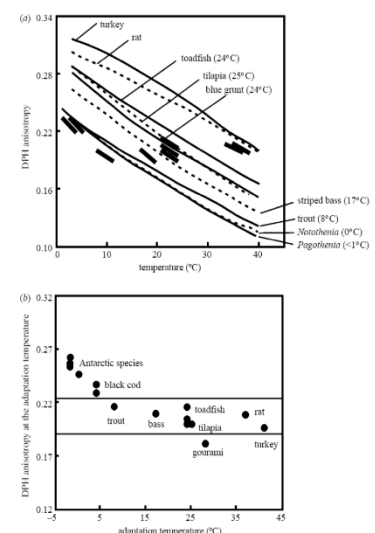 (a)
0.34
turkey
rat
toadfish (24°C)
tilapia (25°C)
blue grunt (24°C)
0.28
DPH anisotropy
0.22
0.16
striped bass (17°C)
trout (8°C)
Notothenia (0°C)
Pagothenia (<1°C)
0.10
0 10 20 30 40
temperature (°C)
(b)
0.32
DPH anisotropy at the adaptation temperature
0.27
Antarctic species
black cod
0.22
toadfish
rat
trout
bass
tilapia
turkey
gourami
0.17
0.12
-5 5 15 25 35 45
adaptation temperature (°C)